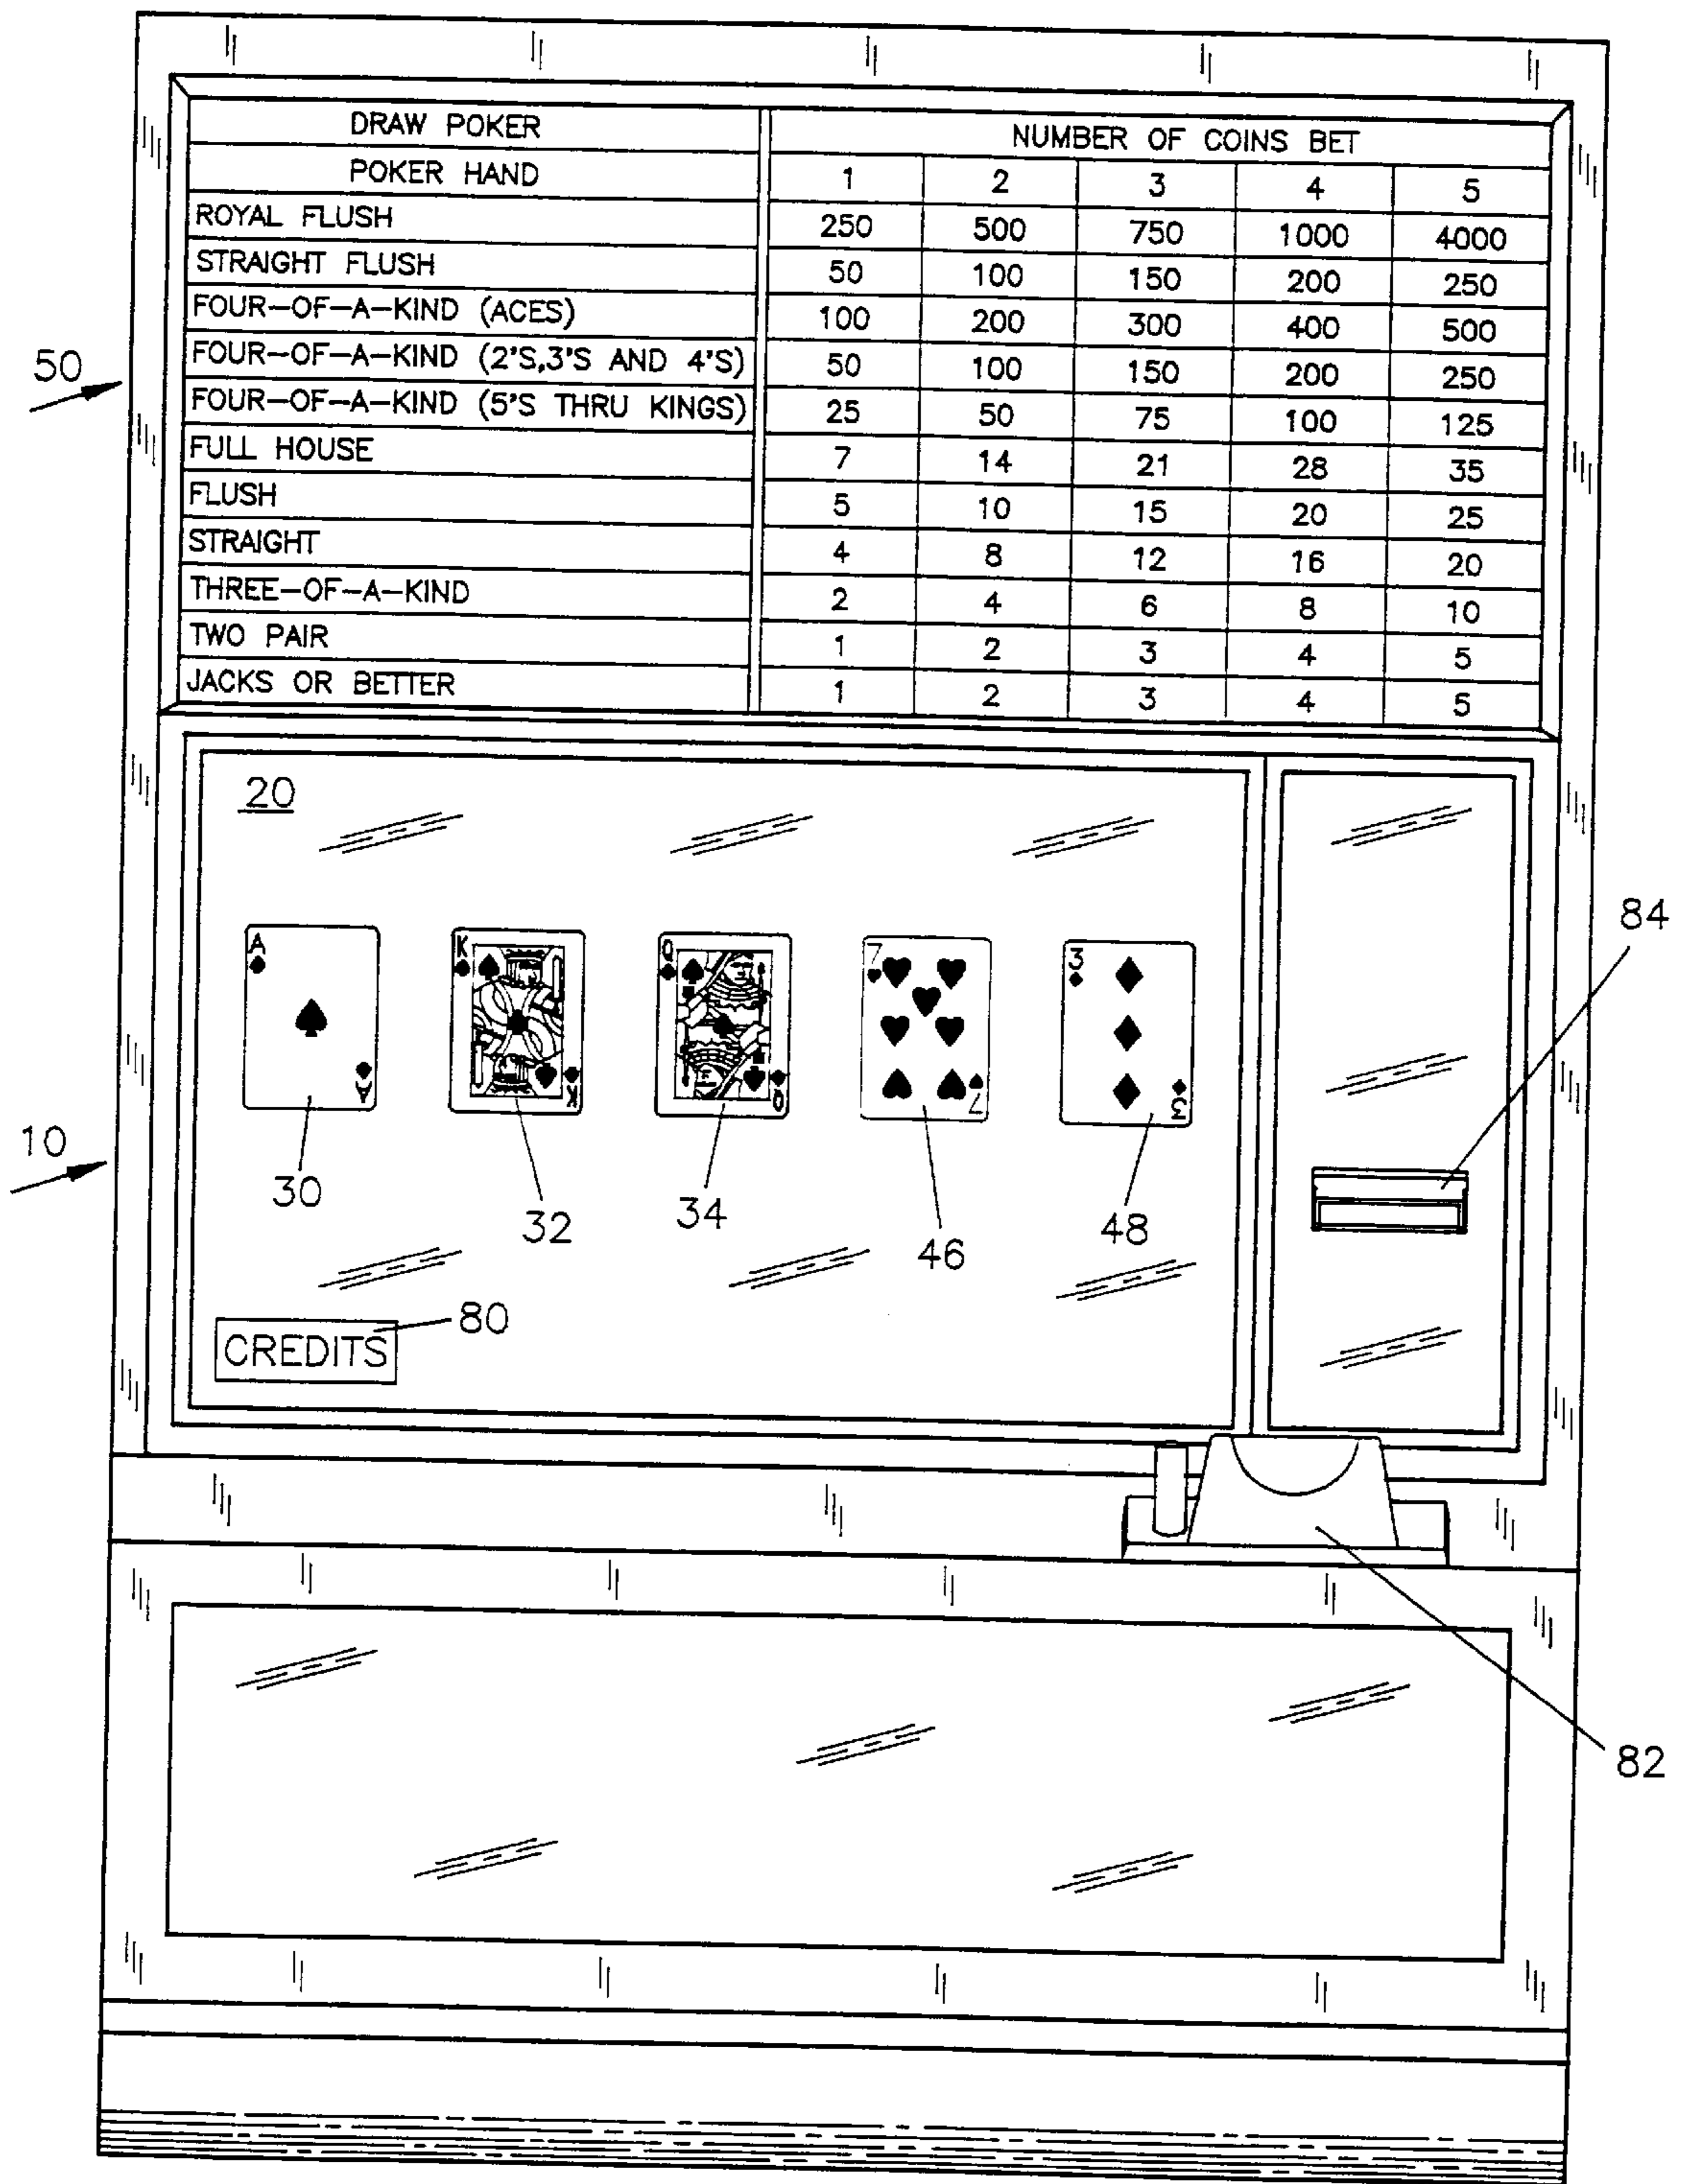 DRAW POKER NUMBER OF COINS BET
POKER HAND 1 2 3 4 5
ROYAL FLUSH 250 500 750 1000 4000
STRAIGHT FLUSH 50 100 150 200 250
FOUR-OF-A-KIND (ACES) 100 200 300 400 500
FOUR-OF-A-KIND (2'S,3'S AND 4'S) 50 100 150 200 250
FOUR-OF-A-KIND (5'S THRU KINGS) 25 50 75 100 125
FULL HOUSE 7 14 21 28 35
FLUSH 5 10 15 20 25
STRAIGHT 4 8 12 16 20
THREE-OF-A-KIND 2 4 6 8 10
TWO PAIR 1 2 3 4 5
JACKS OR BETTER 1 2 3 4 5
50
20
84
A K Q 7 3
A K Q 7 3
10
30 32 34 46 48
80
CREDITS
82